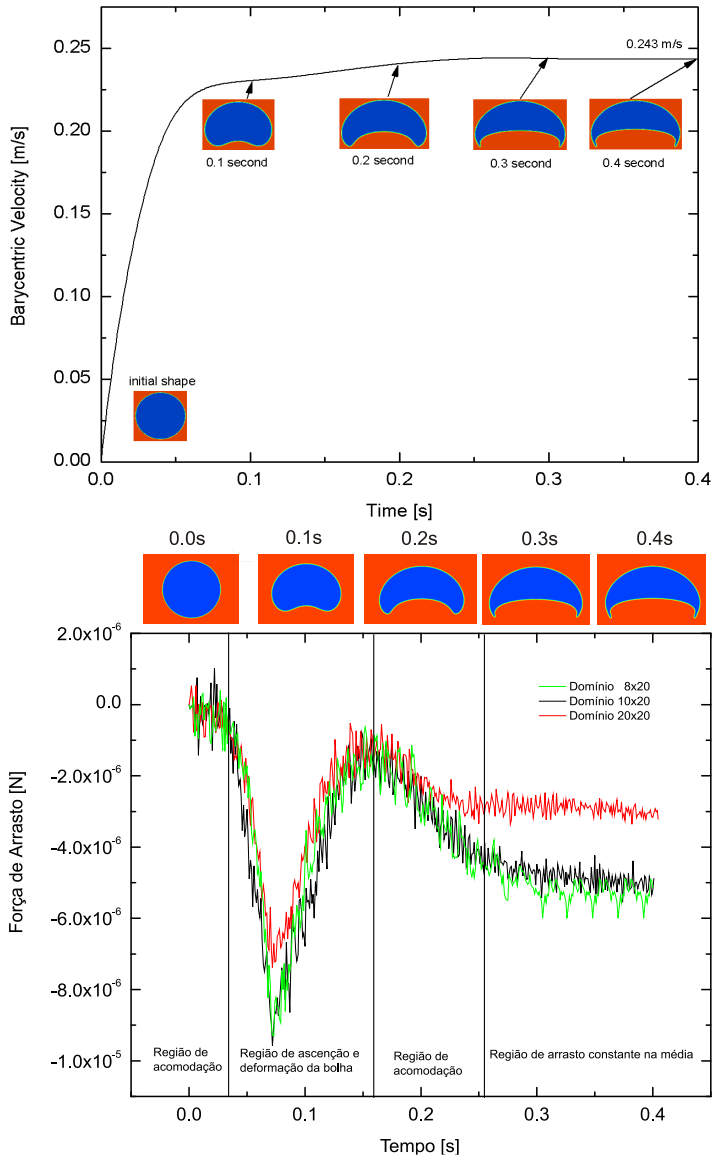 0.25
0.20
0.15
0.10
0.05
0.00
Barycentric Velocity [m/s]
0.243 m/s
0.1 second
0.2 second
0.3 second
0.4 second
initial shape
0.0
0.1
0.2
0.3
0.4
Time [s]
0.0s
0.1s
0.2s
0.3s
0.4s
2.0x10⁻⁶
0.0
-2.0x10⁻⁶
-4.0x10⁻⁶
-6.0x10⁻⁶
-8.0x10⁻⁶
-1.0x10⁻⁵
Força de Arrasto [N]
Domínio 8x20
Domínio 10x20
Domínio 20x20
Região de
acomodação
Região de ascenção e
deformação da bolha
Região de
acomodação
Região de arrasto constante na média
0.0
0.1
0.2
0.3
0.4
Tempo [s]